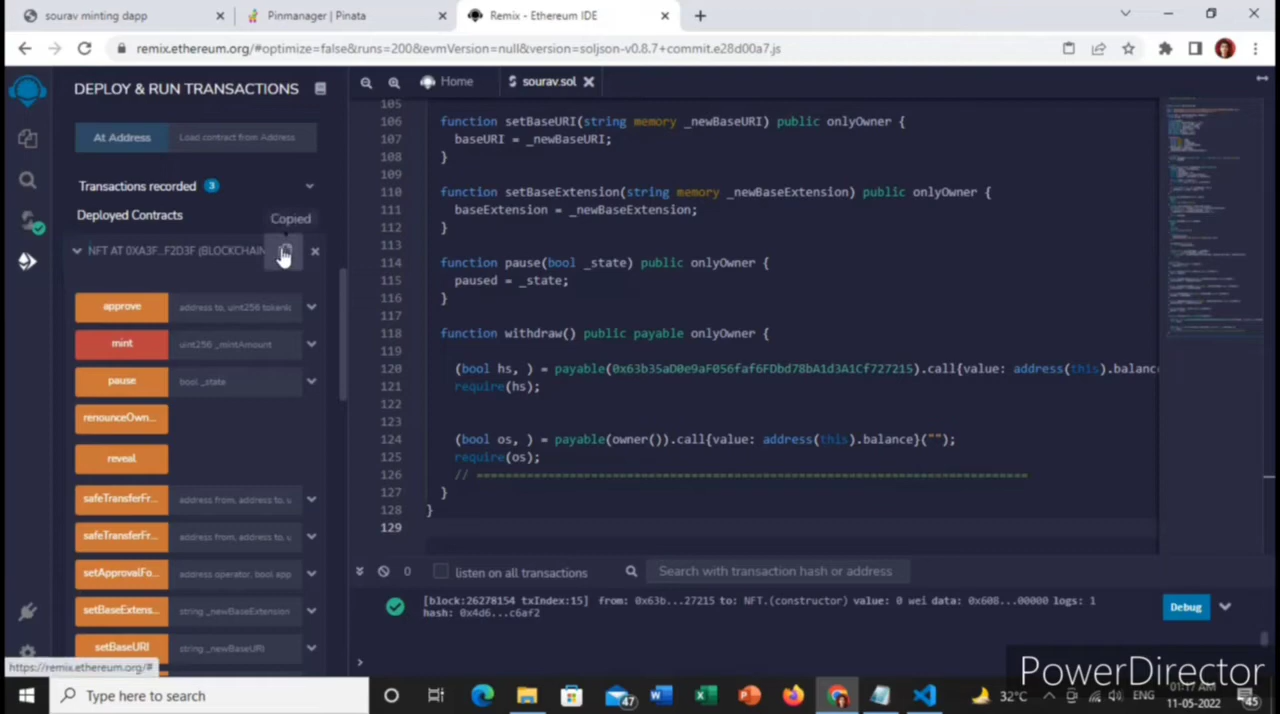 sourav minting dapp
Pinmanager | Pinata
Remix - Ethereum IDE
remix.ethereum.org/#optimize=false&runs=200&evmVersion=null&version=soljson-v0.8.7+commit.e28d00a7.js
DEPLOY & RUN TRANSACTIONS
Home
sourav.sol
At Address
Load contract from Address
Transactions recorded 3
Deployed Contracts
Copied
NFT AT 0XA3F...F2D3F (BLOCKCHAIN
approve
address to, uint256 tokenId
mint
uint256 _mintAmount
pause
bool _state
renounceOwn...
reveal
safeTransferFr...
address from, address to, u
safeTransferFr...
address from, address to, u
setApprovalFo...
address operator, bool app
setBaseExtens...
string _newBaseExtension
setBaseURI
string _newBaseURI
https://remix.ethereum.org/#
105
106 function setBaseURI(string memory _newBaseURI) public onlyOwner {
107 baseURI = _newBaseURI;
108 }
109
110 function setBaseExtension(string memory _newBaseExtension) public onlyOwner {
111 baseExtension = _newBaseExtension;
112 }
113
114 function pause(bool _state) public onlyOwner {
115 paused = _state;
116 }
117
118 function withdraw() public payable onlyOwner {
119
120 (bool hs, ) = payable(0x63b35aD0e9aF056faf6FDbd78bA1d3A1Cf727215).call{value: address(this).balance
121 require(hs);
122
123
124 (bool os, ) = payable(owner()).call{value: address(this).balance}("");
125 require(os);
126 // =============================================================================
127 }
128 }
129
0
listen on all transactions
Search with transaction hash or address
[block:26278154 txIndex:15] from: 0x63b...27215 to: NFT.(constructor) value: 0 wei data: 0x608...00000 logs: 1
hash: 0x4d6...c6af2
Debug
>
PowerDirector
Type here to search
47
32°C
ENG
01:17 AM
11-05-2022
45